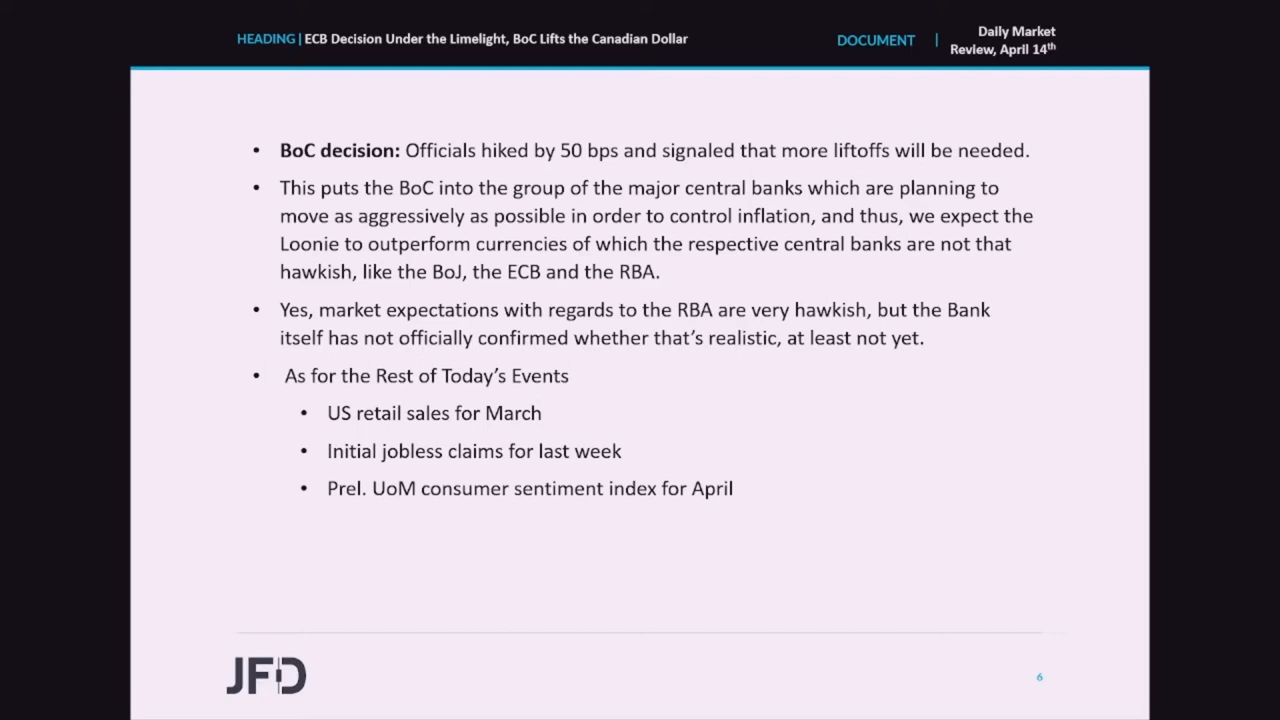 HEADING | ECB Decision Under the Limelight, BoC Lifts the Canadian Dollar
DOCUMENT | Daily Market
Review, April 14th
• BoC decision: Officials hiked by 50 bps and signaled that more liftoffs will be needed.
• This puts the BoC into the group of the major central banks which are planning to
move as aggressively as possible in order to control inflation, and thus, we expect the
Loonie to outperform currencies of which the respective central banks are not that
hawkish, like the BoJ, the ECB and the RBA.
• Yes, market expectations with regards to the RBA are very hawkish, but the Bank
itself has not officially confirmed whether that’s realistic, at least not yet.
• As for the Rest of Today’s Events
• US retail sales for March
• Initial jobless claims for last week
• Prel. UoM consumer sentiment index for April
JFD
6